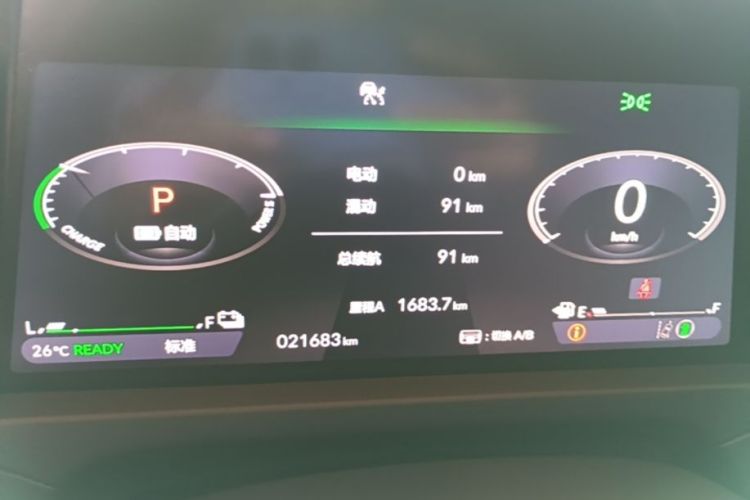 电动 0 km
混动 91 km
总续航 91 km
里程A 1683.7 km
P
自动
CHARGE
POWER
0
km/h
L F
E F
26°C READY 标准
021683 km
: 切换 A/B